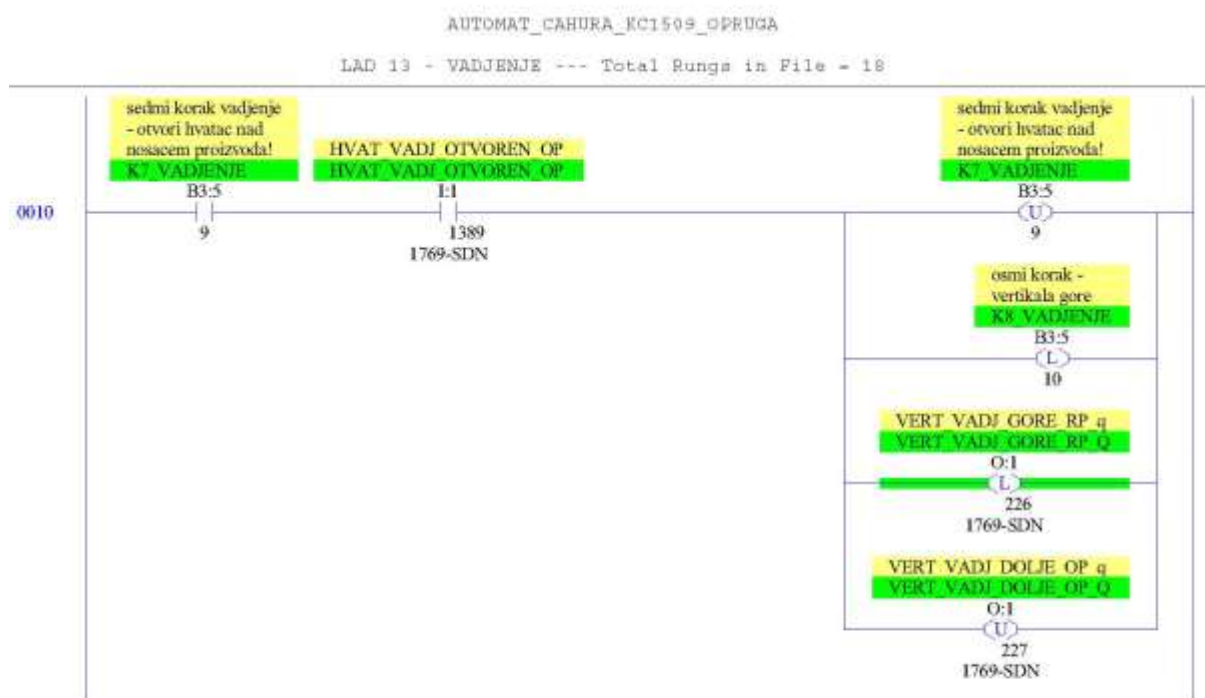 AUTOMAT_CAHURA_KC1509_OPRUGA
LAD 13 - VADJENJE --- Total Rungs in File = 18
sedmi korak vadjenje
- otvori hvatac nad
nosacem proizvoda!
K7_VADJENJE
B3:5
9
HVAT_VADJ_OTVOREN_OP
HVAT_VADJ_OTVOREN_OP
I:1
1389
1769-SDN
sedmi korak vadjenje
- otvori hvatac nad
nosacem proizvoda!
K7_VADJENJE
B3:5
U
9
0010
osmi korak -
vertikala gore
K8_VADJENJE
B3:5
L
10
VERT_VADJ_GORE_RP_q
VERT_VADJ_GORE_RP_Q
O:1
L
226
1769-SDN
VERT_VADJ_DOLJE_OP_q
VERT_VADJ_DOLJE_OP_Q
O:1
U
227
1769-SDN